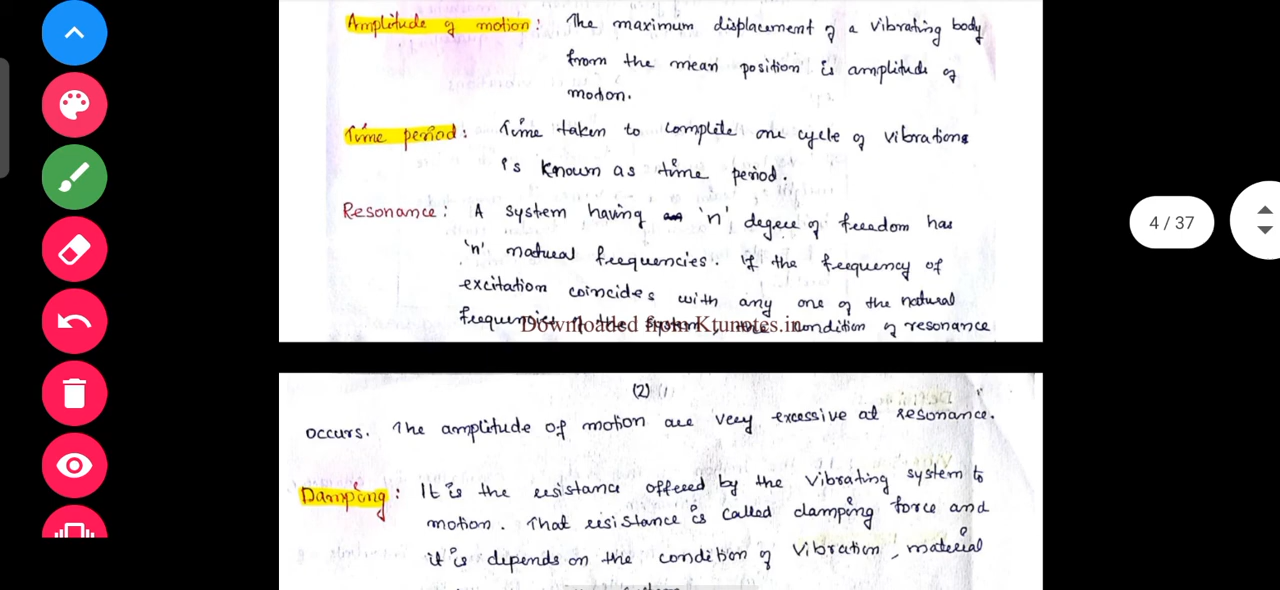 Amplitude of motion: The maximum displacement of a vibrating body
from the mean position is amplitude of
motion.
Time period: Time taken to complete one cycle of vibrations
is known as time period.
Resonance: A system having 'n' degree of freedom has
'n' natural frequencies. If the frequency of
excitation coincides with any one of the natural
frequencies of the system, the condition of resonance
Downloaded from Ktunotes.in
4 / 37
(2)
occurs. The amplitude of motion are very excessive at resonance.
Damping: It is the resistance offered by the vibrating system to
motion. That resistance is called damping force and
it is depends on the condition of vibration, material